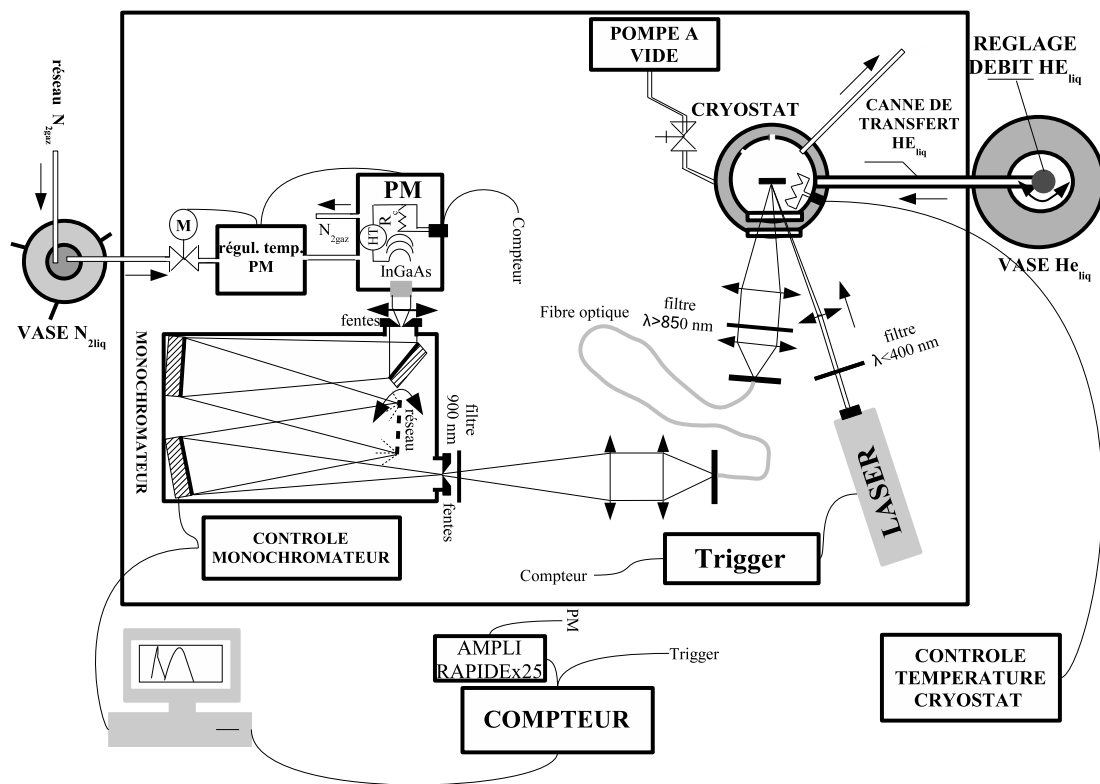 POMPE A
VIDE
REGLAGE
DEBIT HEliq
réseau N2gaz
CRYOSTAT
CANNE DE
TRANSFERT
HEliq
PM
M
N2gaz
HT
R
c
Compteur
régul. temp.
PM
InGaAs
VASE N2liq
VASE Heliq
fentes
Fibre optique
filtre
λ>850 nm
filtre
λ<400 nm
MONOCHROMATEUR
réseau
filtre
900 nm
fentes
LASER
CONTROLE
MONOCHROMATEUR
Trigger
Compteur
PM
AMPLI
RAPIDEx25
Trigger
COMPTEUR
CONTROLE
TEMPERATURE
CRYOSTAT